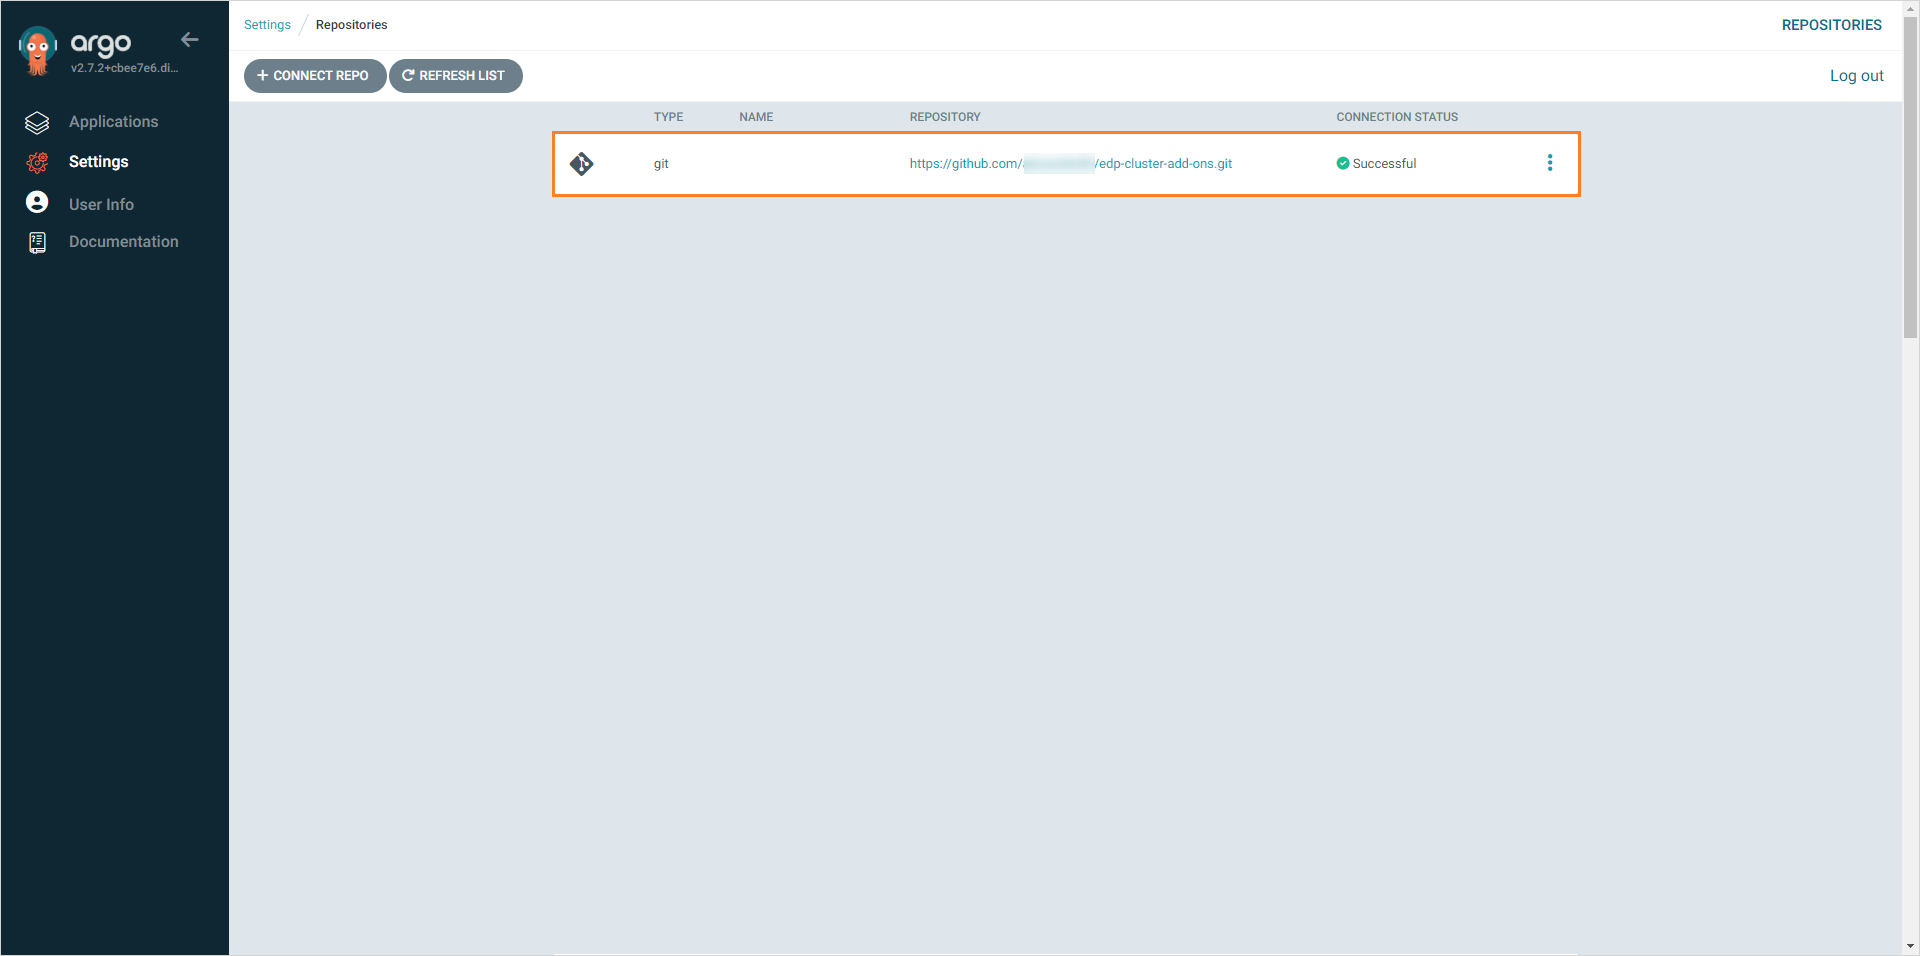 argo
v2.7.2+cbee7e6.di...
Applications
Settings
User Info
Documentation
Settings / Repositories
REPOSITORIES
+ CONNECT REPO
REFRESH LIST
Log out
TYPE NAME REPOSITORY CONNECTION STATUS
git https://github.com/ /edp-cluster-add-ons.git Successful